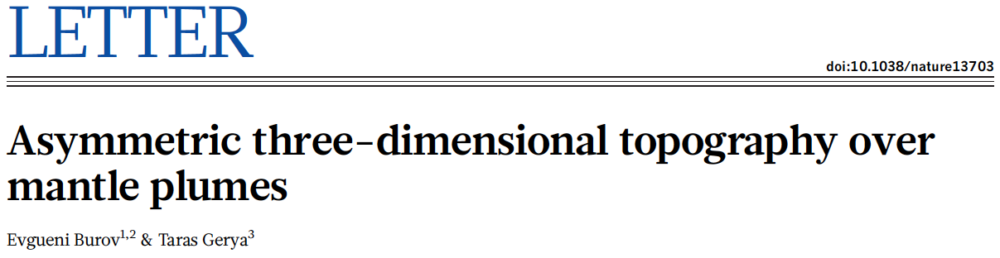 LETTER
doi:10.1038/nature13703
Asymmetric three-dimensional topography over
mantle plumes
Evgueni Burov1,2 & Taras Gerya3